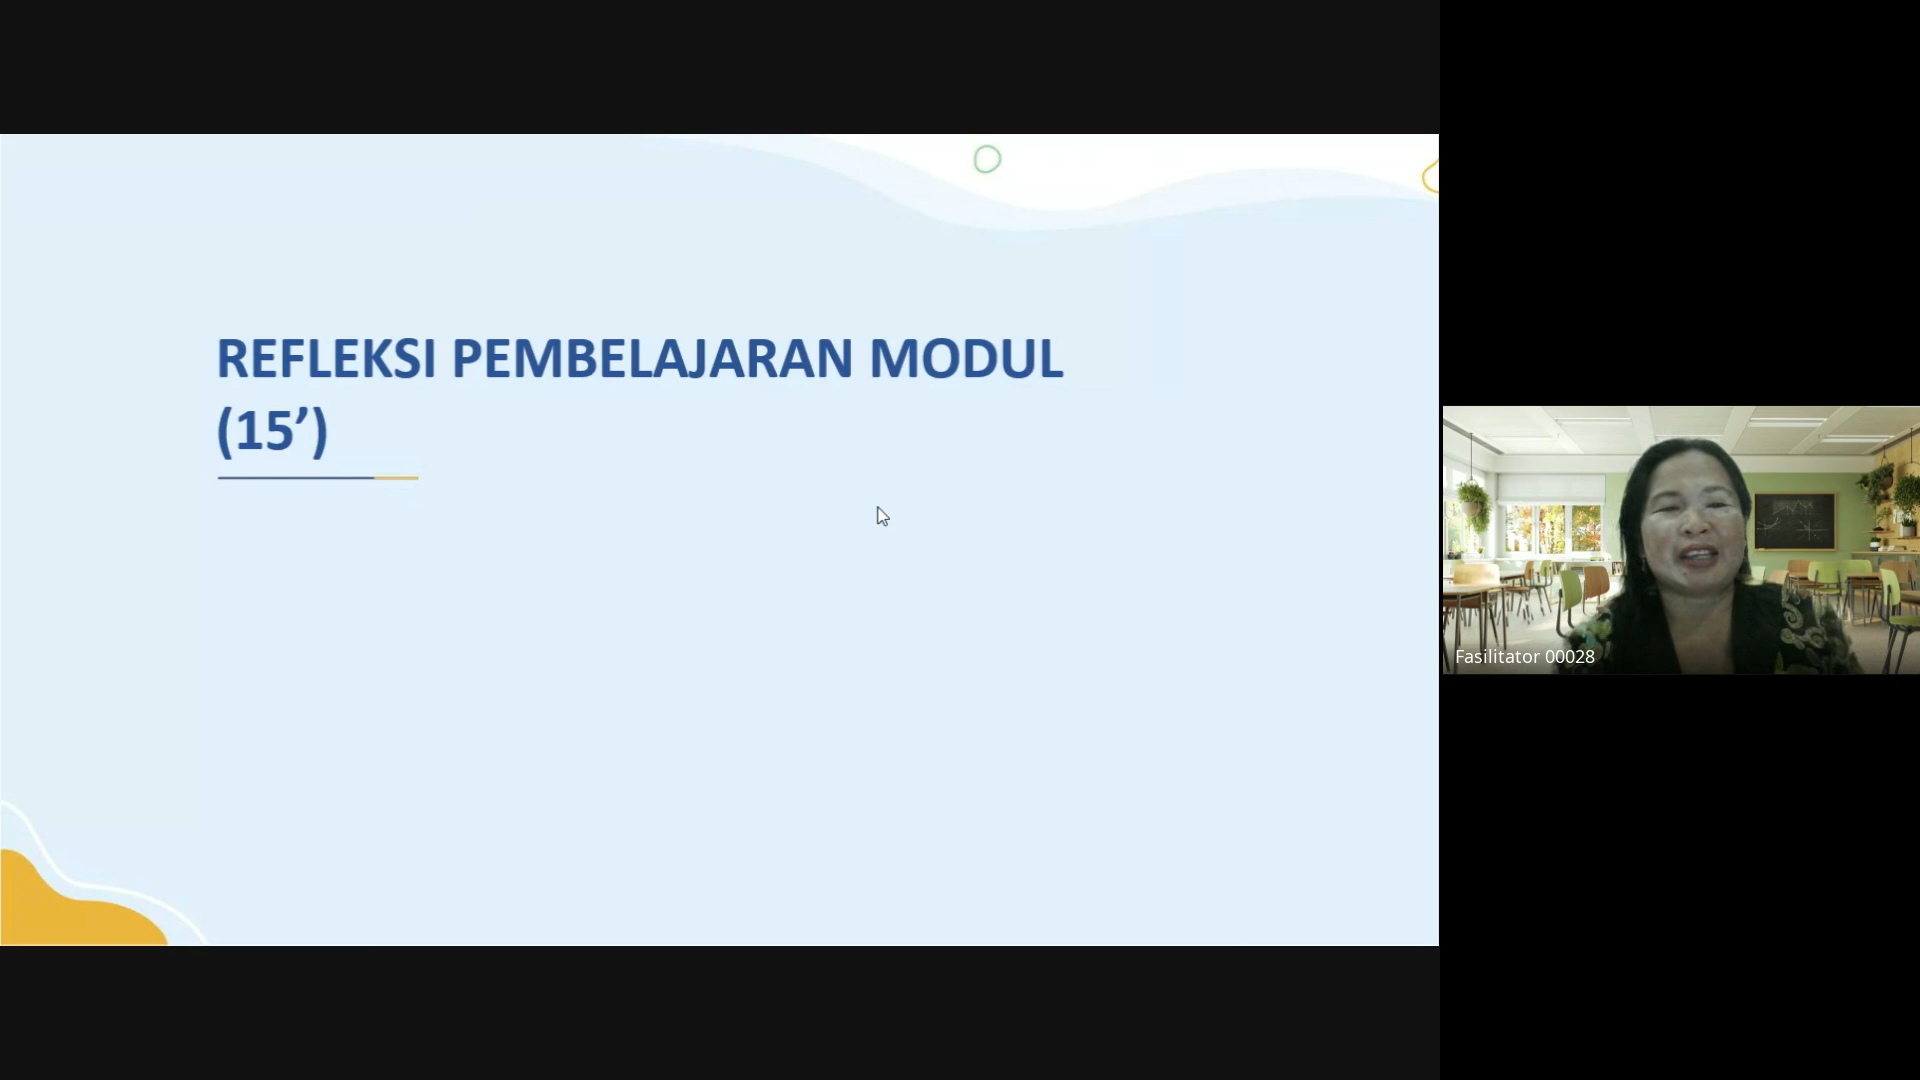 REFLEKSI PEMBELAJARAN MODUL
(15’)
Fasilitator 00028